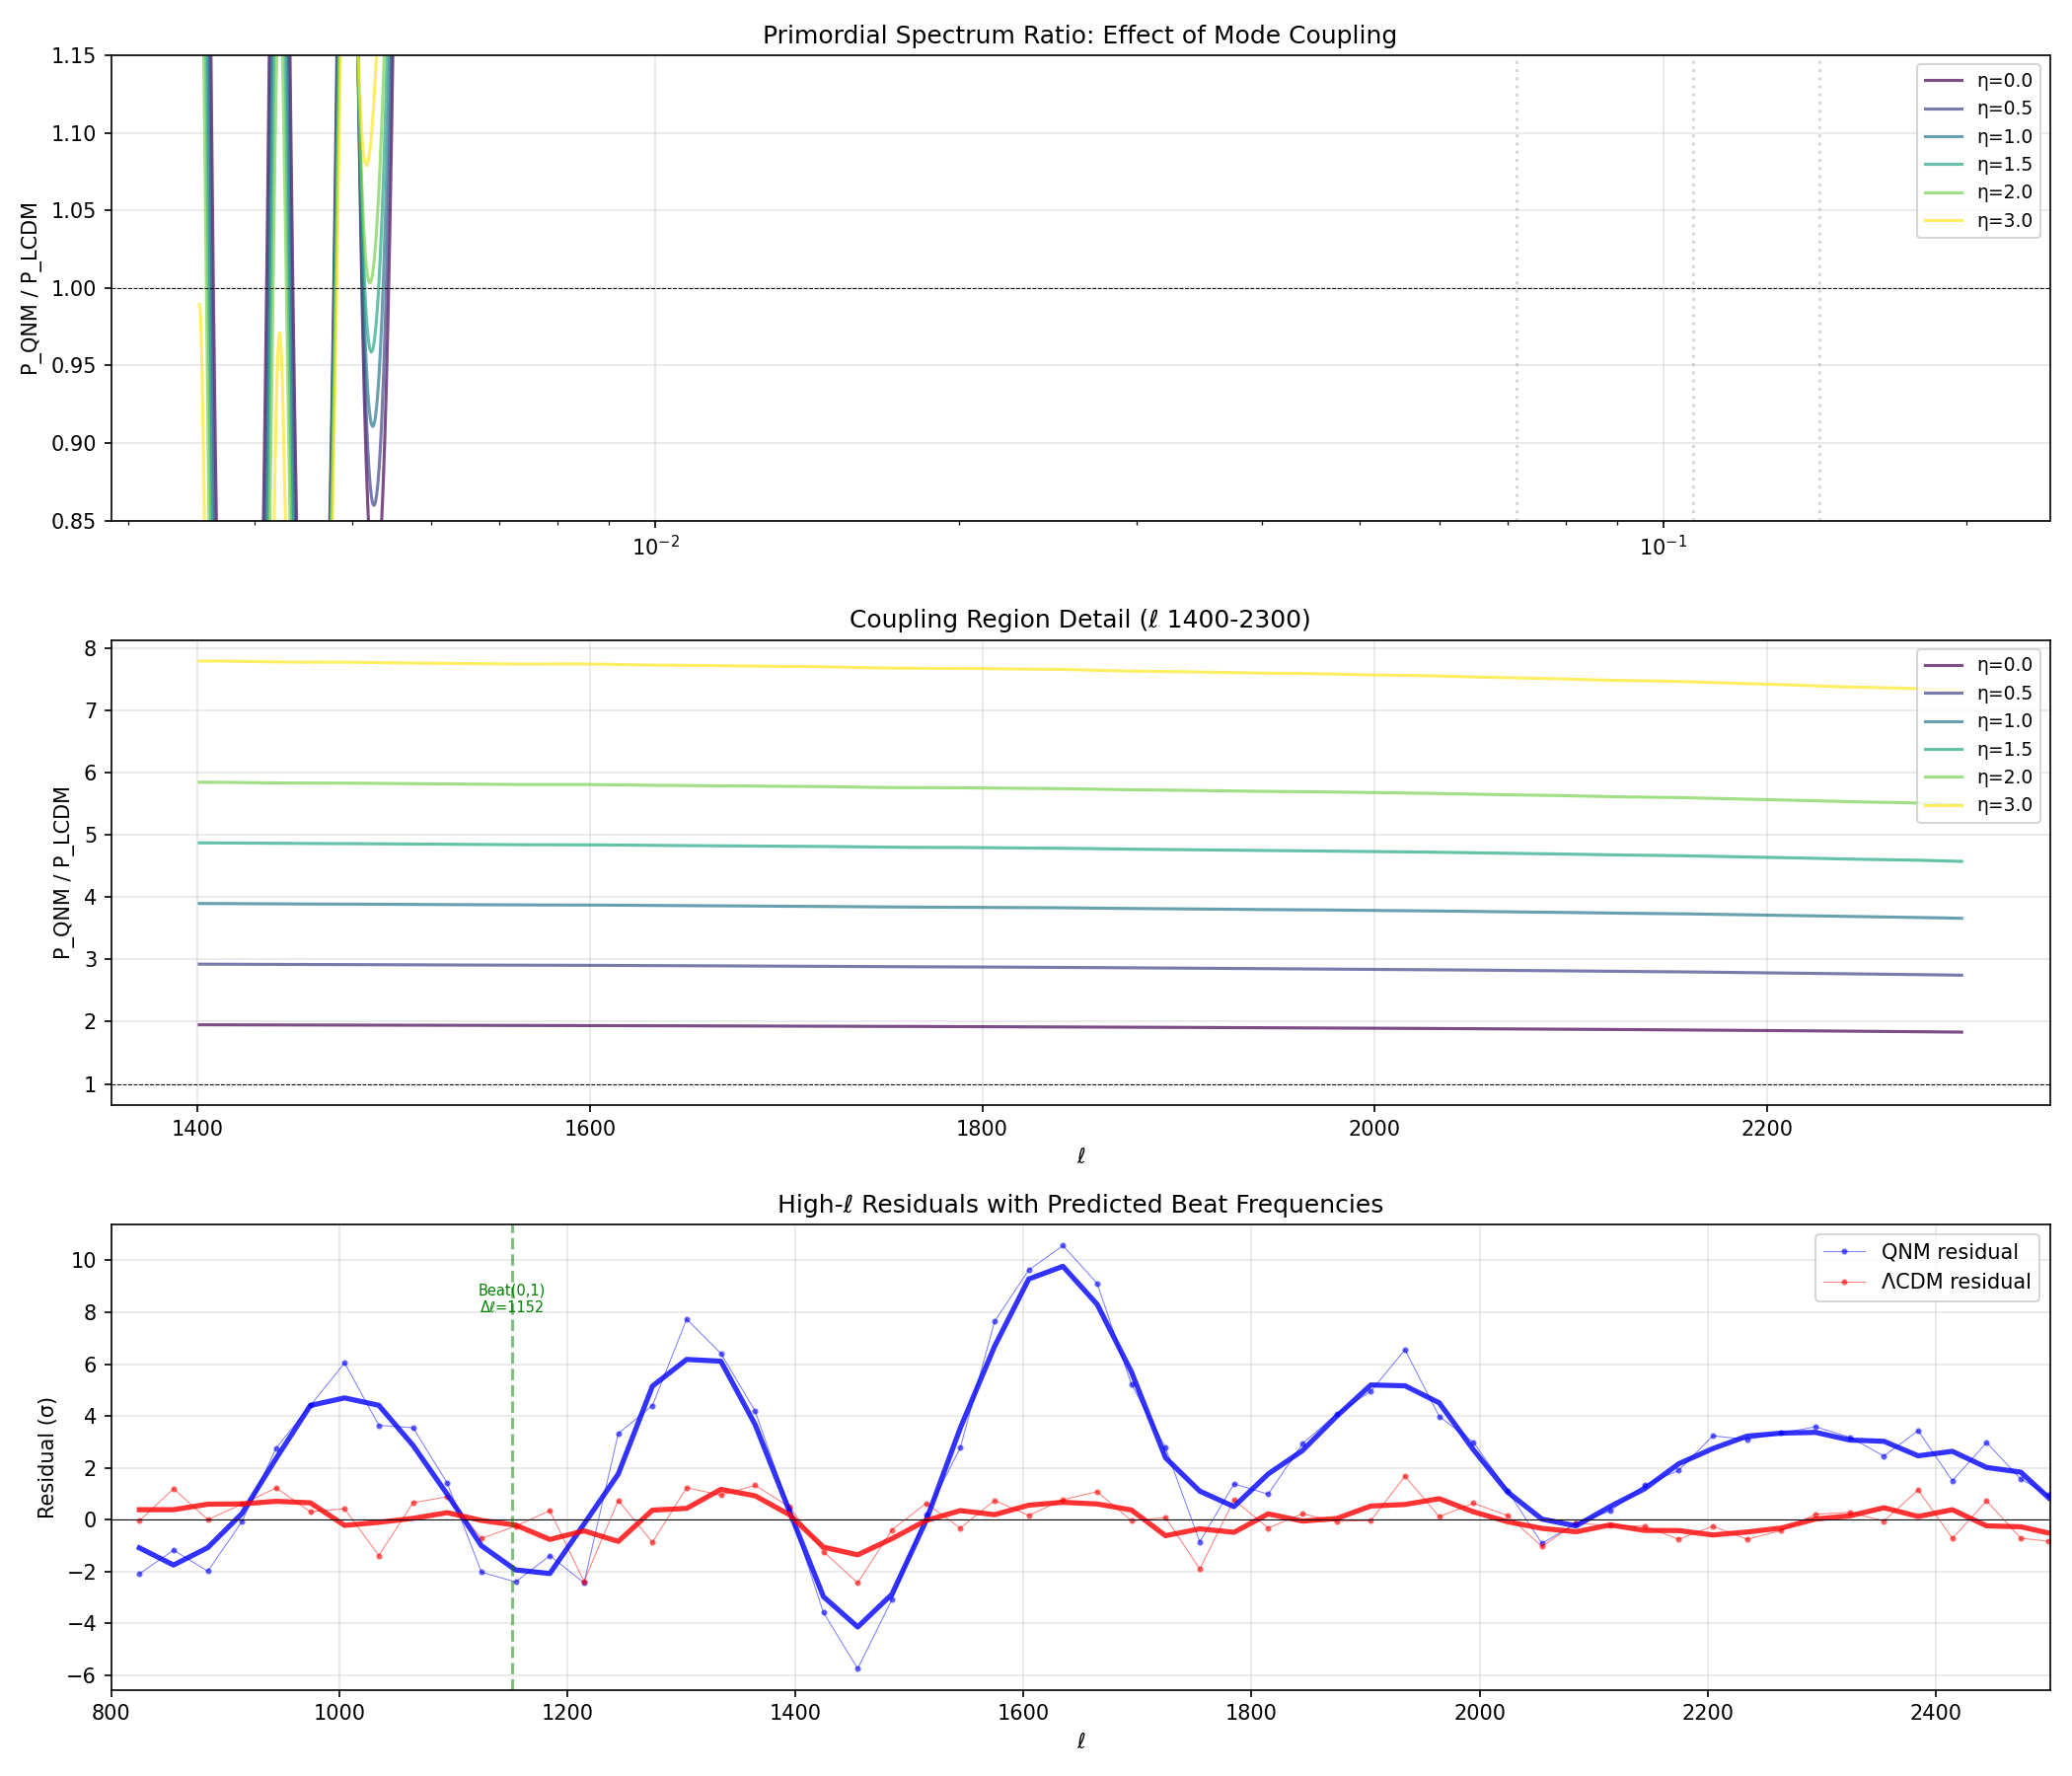 Primordial Spectrum Ratio: Effect of Mode Coupling
P_QNM / P_LCDM
1.15
1.10
1.05
1.00
0.95
0.90
0.85
10⁻²
10⁻¹
η=0.0
η=0.5
η=1.0
η=1.5
η=2.0
η=3.0
Coupling Region Detail (ℓ 1400-2300)
P_QNM / P_LCDM
8
7
6
5
4
3
2
1
1400
1600
1800
2000
2200
ℓ
η=0.0
η=0.5
η=1.0
η=1.5
η=2.0
η=3.0
High-ℓ Residuals with Predicted Beat Frequencies
Residual (σ)
10
8
6
4
2
0
−2
−4
−6
Beat(0,1)
Δℓ=1152
QNM residual
ΛCDM residual
800
1000
1200
1400
1600
1800
2000
2200
2400
ℓ